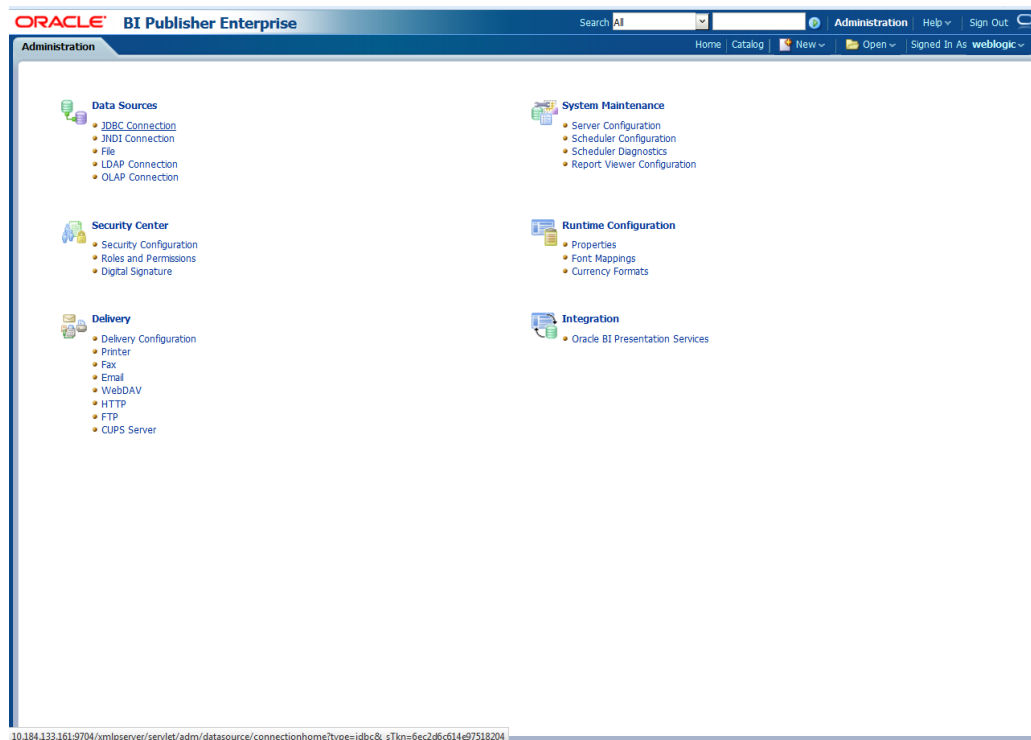 ORACLE BI Publisher Enterprise Search All Administration Help Sign Out
Administration Home Catalog New Open Signed In As weblogic
Data Sources
JDBC Connection
JNDI Connection
File
LDAP Connection
OLAP Connection
System Maintenance
Server Configuration
Scheduler Configuration
Scheduler Diagnostics
Report Viewer Configuration
Security Center
Security Configuration
Roles and Permissions
Digital Signature
Runtime Configuration
Properties
Font Mappings
Currency Formats
Delivery
Delivery Configuration
Printer
Fax
Email
WebDAV
HTTP
FTP
CUPS Server
Integration
Oracle BI Presentation Services
10.184.133.161:9704/xmlpserver/servlet/adm/datasource/connectionhome?type=jdbc&_sTkn=6ec2d6c614e97518204